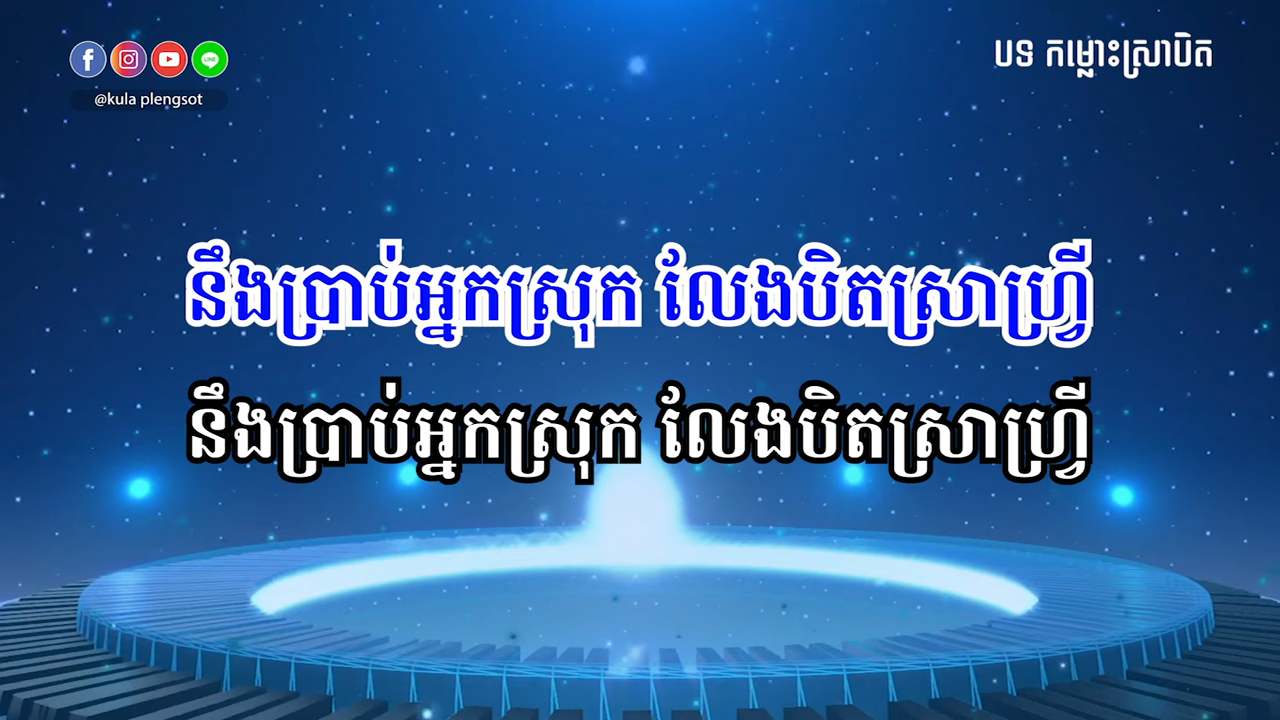 @kula plengsot
បទ កម្លោះស្រាបិត
នឹងប្រាប់អ្នកស្រុក លែងបិតស្រាហ្វ្រី
នឹងប្រាប់អ្នកស្រុក លែងបិតស្រាហ្វ្រី